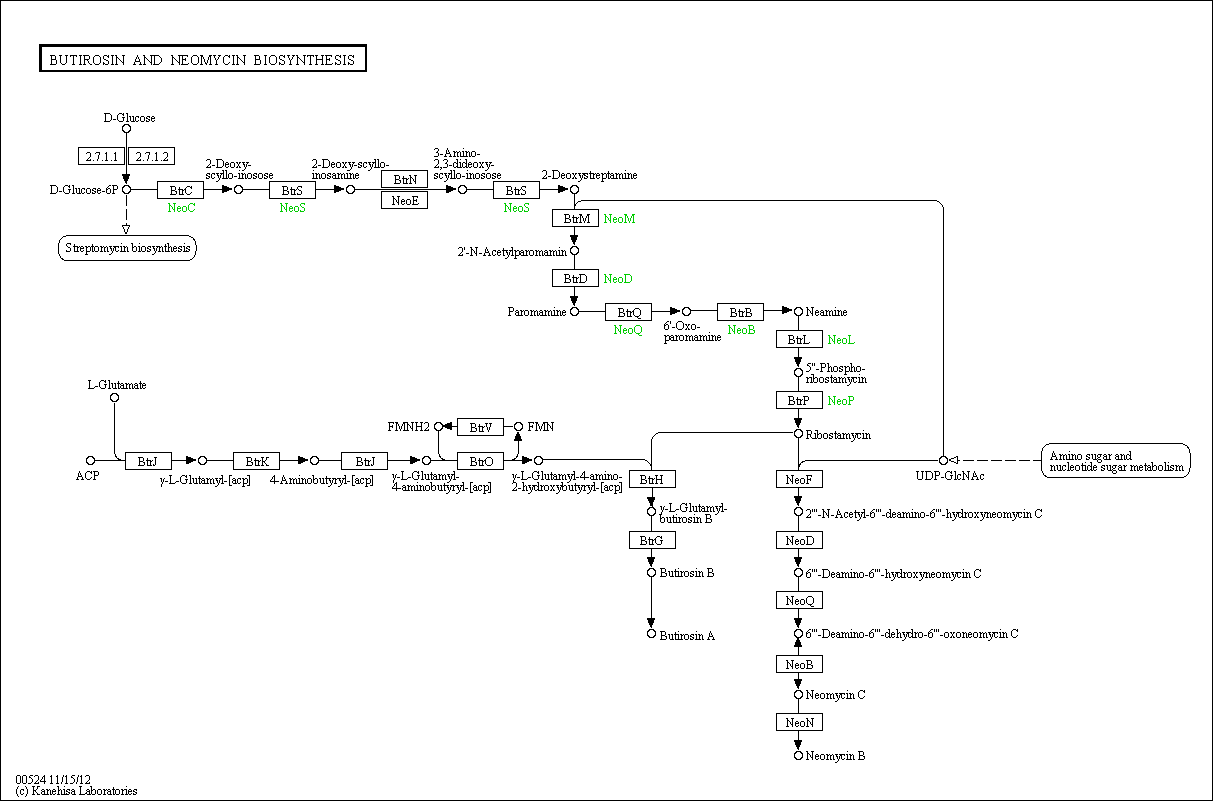 BUTIROSIN AND NEOMYCIN BIOSYNTHESIS
D-Glucose
2.7.1.1
2.7.1.2
D-Glucose-6P
Streptomycin biosynthesis
BtrC
NeoC
2-Deoxy-
scyllo-inosose
BtrS
NeoS
2-Deoxy-scyllo-
inosamine
BtrN
NeoE
3-Amino-
2,3-dideoxy-
scyllo-inosose
BtrS
NeoS
2-Deoxystreptamine
BtrM
NeoM
2'-N-Acetylparomamin
BtrD
NeoD
Paromamine
BtrQ
NeoQ
6'-Oxo-
paromamine
BtrB
NeoB
Neamine
BtrL
NeoL
5''-Phospho-
ribostamycin
BtrP
NeoP
Ribostamycin
L-Glutamate
ACP
BtrJ
γ-L-Glutamyl-[acp]
BtrK
4-Aminobutyryl-[acp]
BtrJ
γ-L-Glutamyl-
4-aminobutyryl-[acp]
FMNH2
BtrV
FMN
BtrO
γ-L-Glutamyl-4-amino-
2-hydroxybutyryl-[acp]
BtrH
γ-L-Glutamyl-
butirosin B
BtrG
Butirosin B
Butirosin A
NeoF
UDP-GlcNAc
Amino sugar and
nucleotide sugar metabolism
2'''-N-Acetyl-6'''-deamino-6'''-hydroxyneomycin C
NeoD
6'''-Deamino-6'''-hydroxyneomycin C
NeoQ
6'''-Deamino-6'''-dehydro-6'''-oxoneomycin C
NeoB
Neomycin C
NeoN
Neomycin B
00524 11/15/12
(c) Kanehisa Laboratories